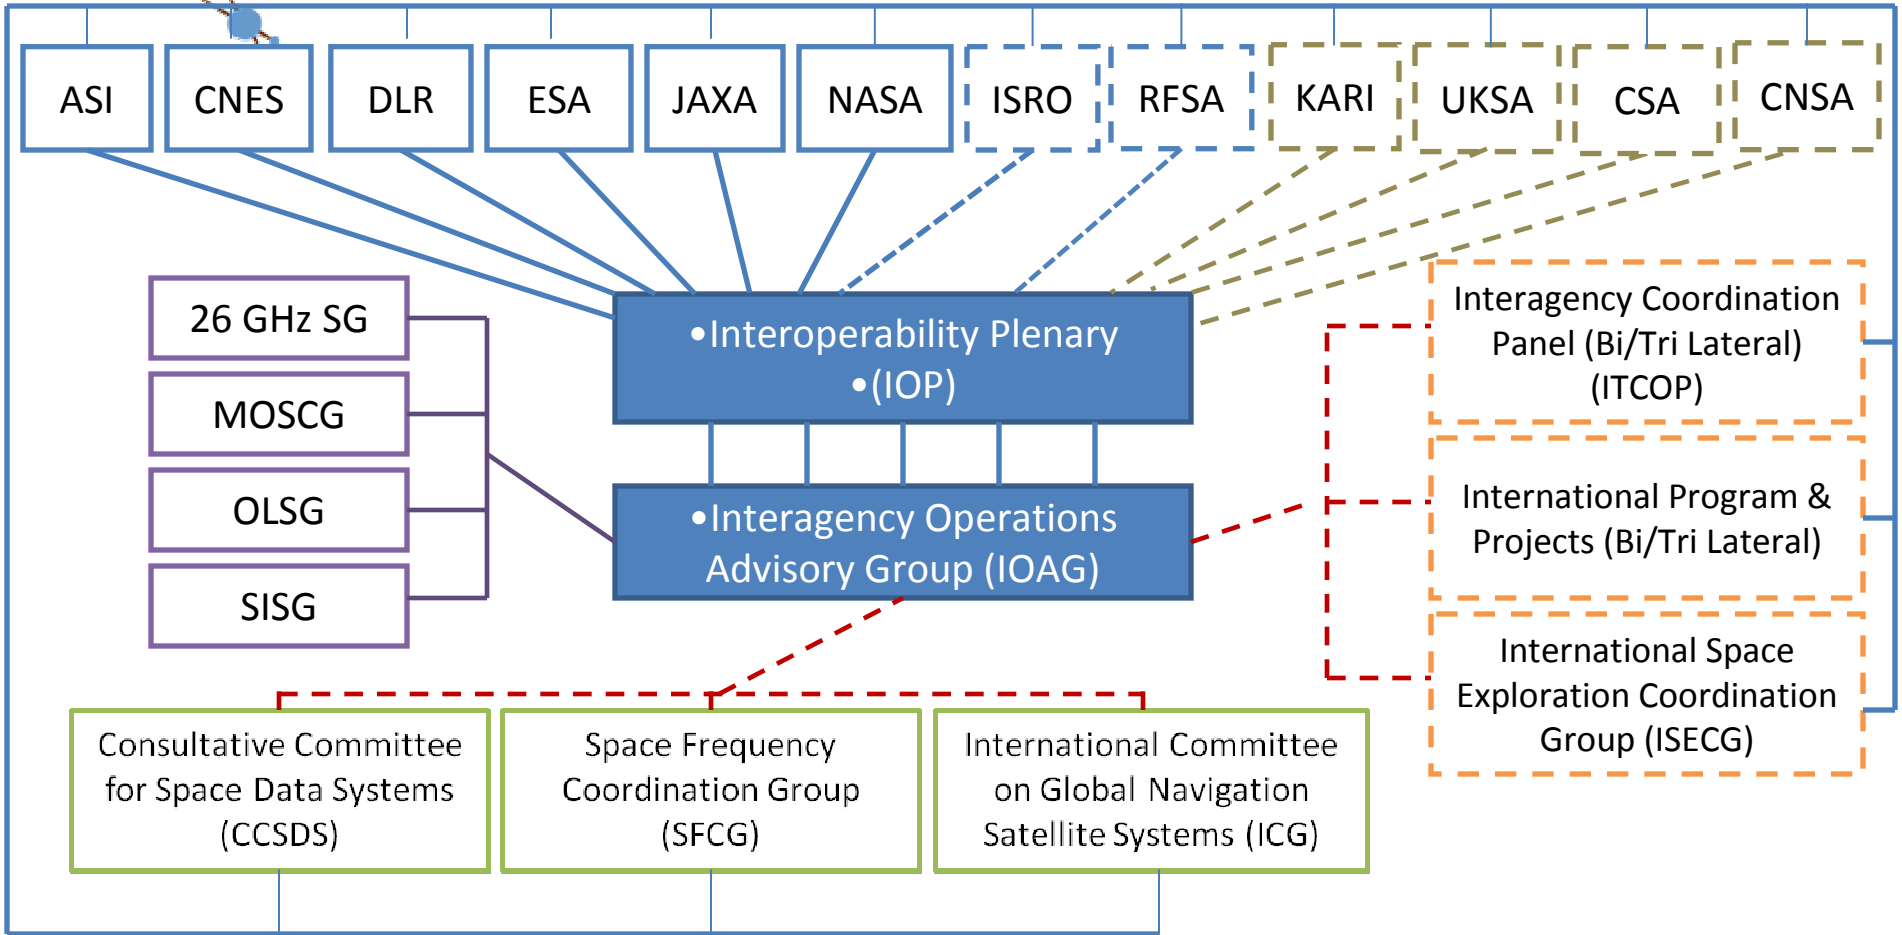 ASI
CNES
DLR
ESA
JAXA
NASA
ISRO
RFSA
KARI
UKSA
CSA
CNSA
26 GHz SG
MOSCG
OLSG
SISG
•Interoperability Plenary
•(IOP)
•Interagency Operations
Advisory Group (IOAG)
Interagency Coordination
Panel (Bi/Tri Lateral)
(ITCOP)
International Program &
Projects (Bi/Tri Lateral)
International Space
Exploration Coordination
Group (ISECG)
Consultative Committee
for Space Data Systems
(CCSDS)
Space Frequency
Coordination Group
(SFCG)
International Committee
on Global Navigation
Satellite Systems (ICG)